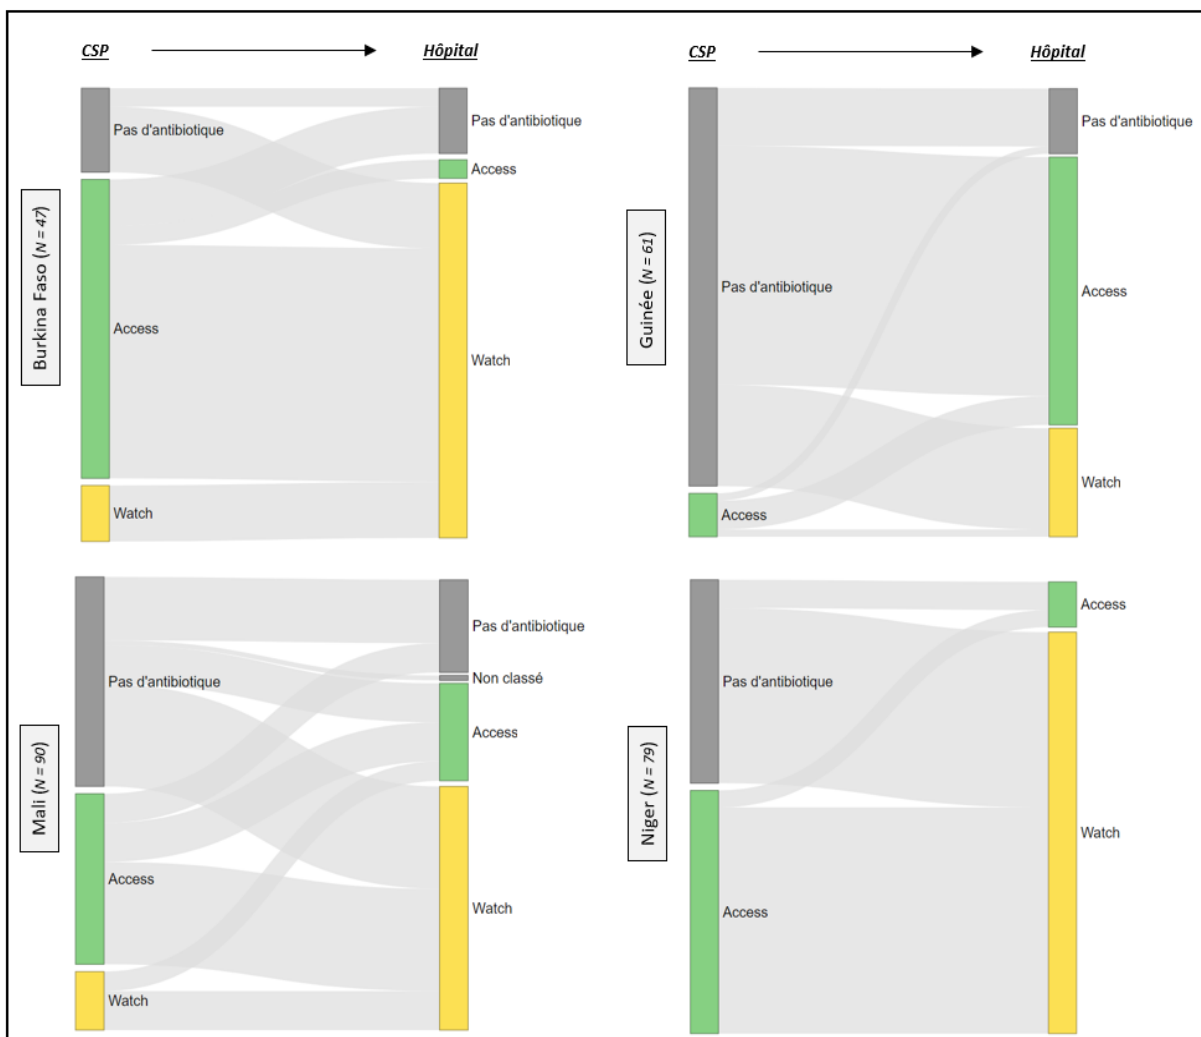 CSP
Hôpital
Pas d'antibiotique
Access
Watch
Pas d'antibiotique
Access
Watch
Burkina Faso (N = 47)
CSP
Hôpital
Pas d'antibiotique
Access
Pas d'antibiotique
Access
Watch
Guinée (N = 61)
Pas d'antibiotique
Access
Watch
Pas d'antibiotique
Non classé
Access
Watch
Mali (N = 90)
Pas d'antibiotique
Access
Access
Watch
Niger (N = 79)